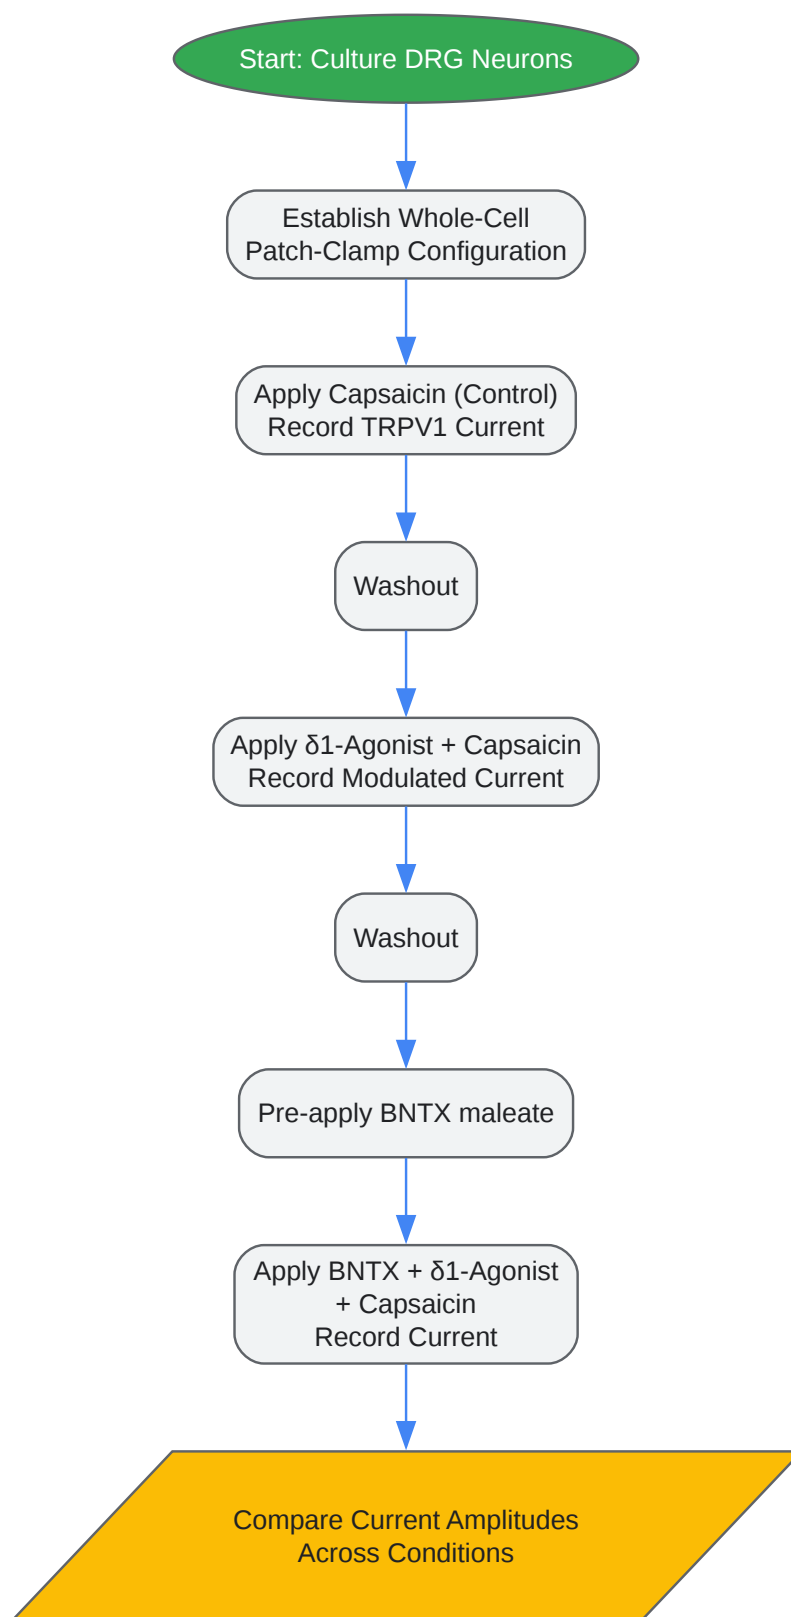 Start: Culture DRG Neurons
Establish Whole-Cell
Patch-Clamp Configuration
Apply Capsaicin (Control)
Record TRPV1 Current
Washout
Apply δ1-Agonist + Capsaicin
Record Modulated Current
Washout
Pre-apply BNTX maleate
Apply BNTX + δ1-Agonist
+ Capsaicin
Record Current
Compare Current Amplitudes
Across Conditions